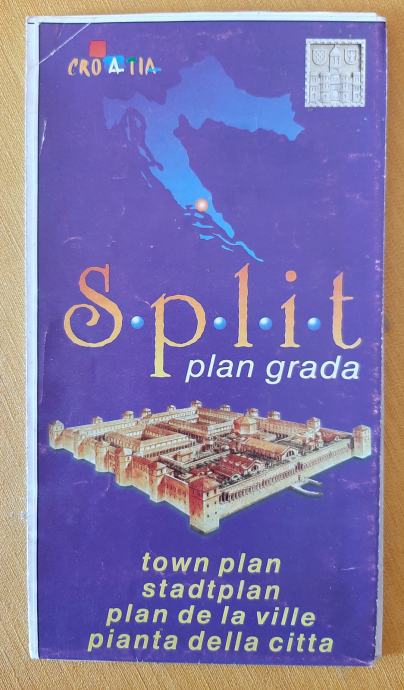 CROATIA
S·p·l·i·t
plan grada
town plan
stadtplan
plan de la ville
pianta della citta